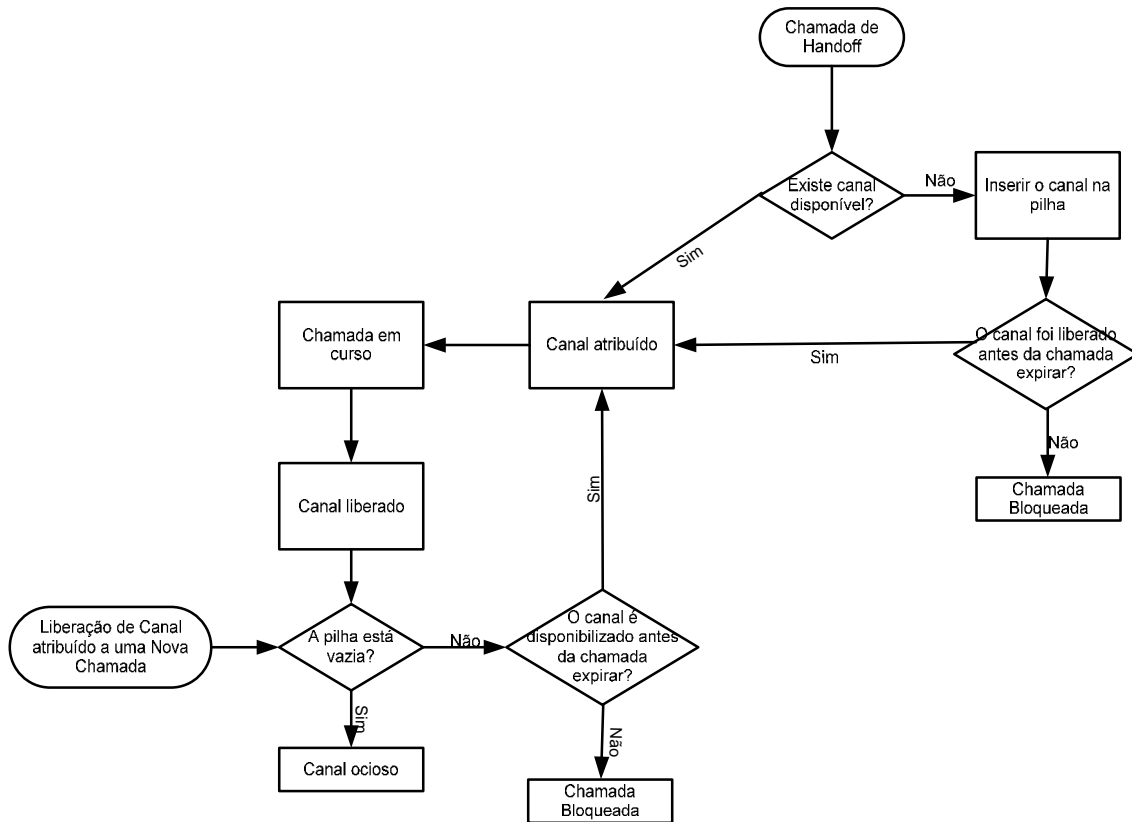 Chamada de
Handoff
Existe canal
disponível?
Não
Inserir o canal na
pilha
Sim
Chamada em
curso
Canal atribuído
O canal foi liberado
antes da chamada
expirar?
Sim
Não
Chamada
Bloqueada
Canal liberado
Sim
Liberação de Canal
atribuído a uma Nova
Chamada
A pilha está
vazia?
Não
O canal é
disponibilizado antes
da chamada
expirar?
Sim
Não
Canal ocioso
Chamada
Bloqueada